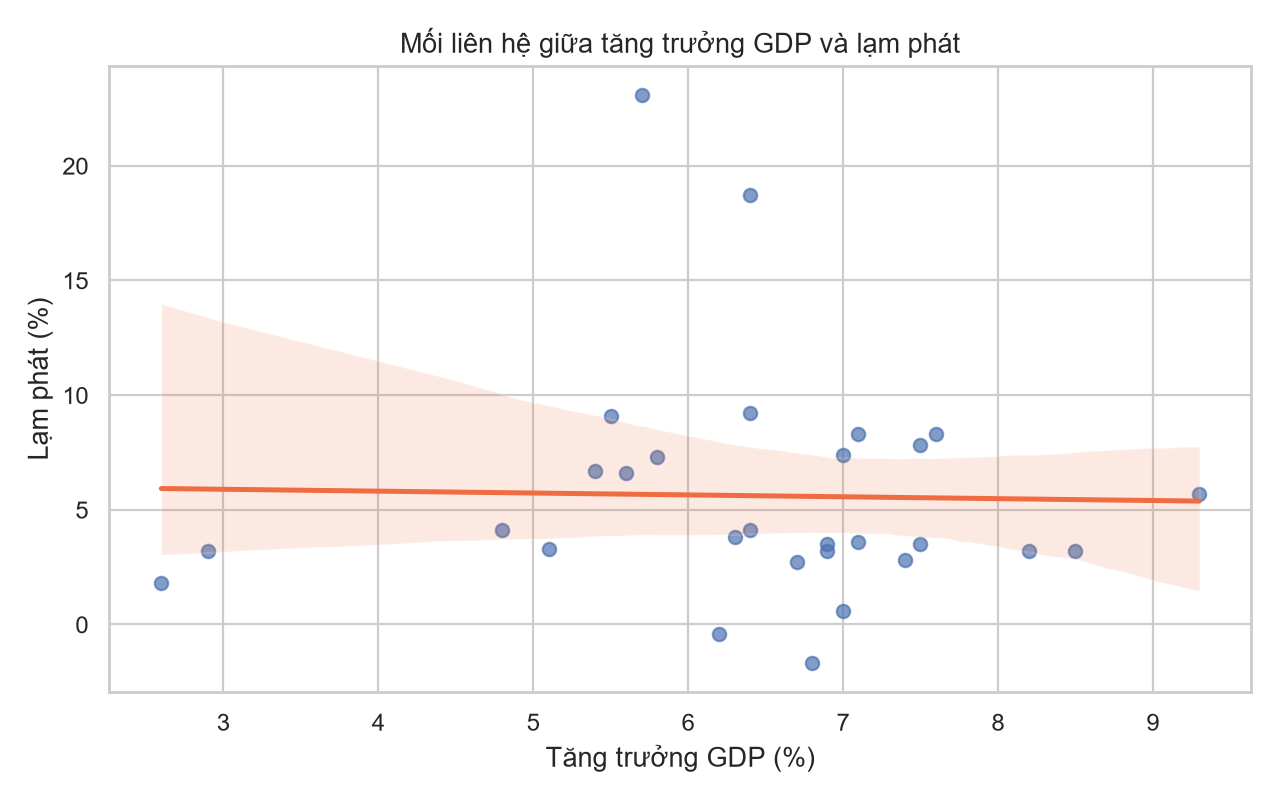 Mối liên hệ giữa tăng trưởng GDP và lạm phát
Lạm phát (%)
20
15
10
5
0
3 4 5 6 7 8 9
Tăng trưởng GDP (%)